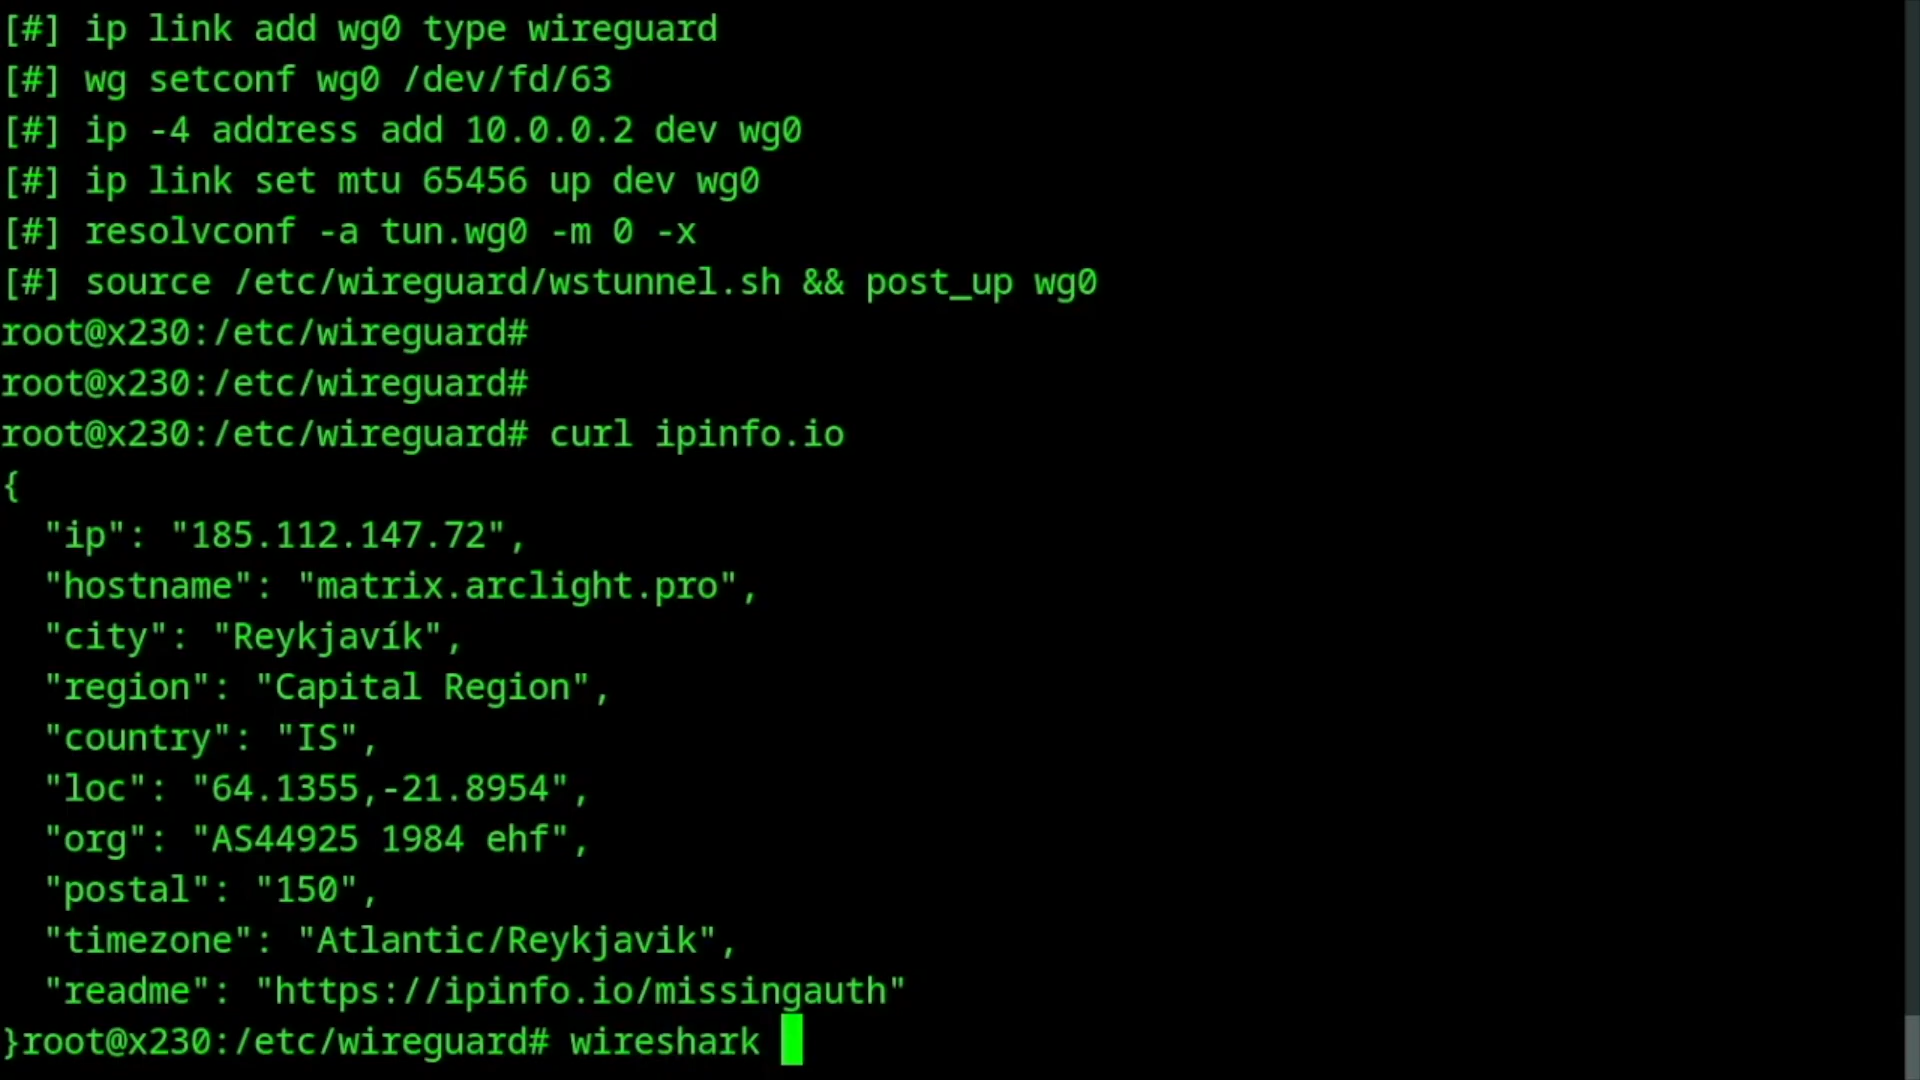 [#] ip link add wg0 type wireguard
[#] wg setconf wg0 /dev/fd/63
[#] ip -4 address add 10.0.0.2 dev wg0
[#] ip link set mtu 65456 up dev wg0
[#] resolvconf -a tun.wg0 -m 0 -x
[#] source /etc/wireguard/wstunnel.sh && post_up wg0
root@x230:/etc/wireguard#
root@x230:/etc/wireguard#
root@x230:/etc/wireguard# curl ipinfo.io
{
  "ip": "185.112.147.72",
  "hostname": "matrix.arclight.pro",
  "city": "Reykjavík",
  "region": "Capital Region",
  "country": "IS",
  "loc": "64.1355,-21.8954",
  "org": "AS44925 1984 ehf",
  "postal": "150",
  "timezone": "Atlantic/Reykjavik",
  "readme": "https://ipinfo.io/missingauth"
}root@x230:/etc/wireguard# wireshark